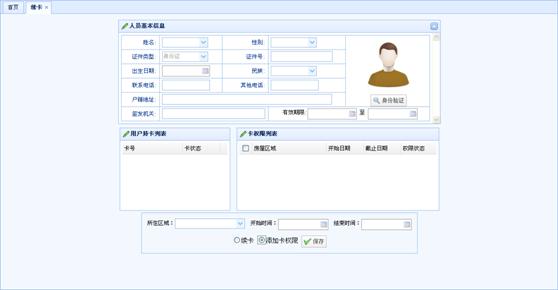 首页 续卡 ×
人员基本信息
姓名: 性别:
证件类型: 身份证 证件号:
出生日期: 民族:
联系电话: 其他电话:
户籍地址: 身份验证
签发机关: 有效期限: 至
用户持卡列表 卡权限列表
卡号 卡状态 房屋区域 开始日期 截止日期 权限状态
所在区域: 开始时间: 结束时间:
续卡 添加卡权限 保存